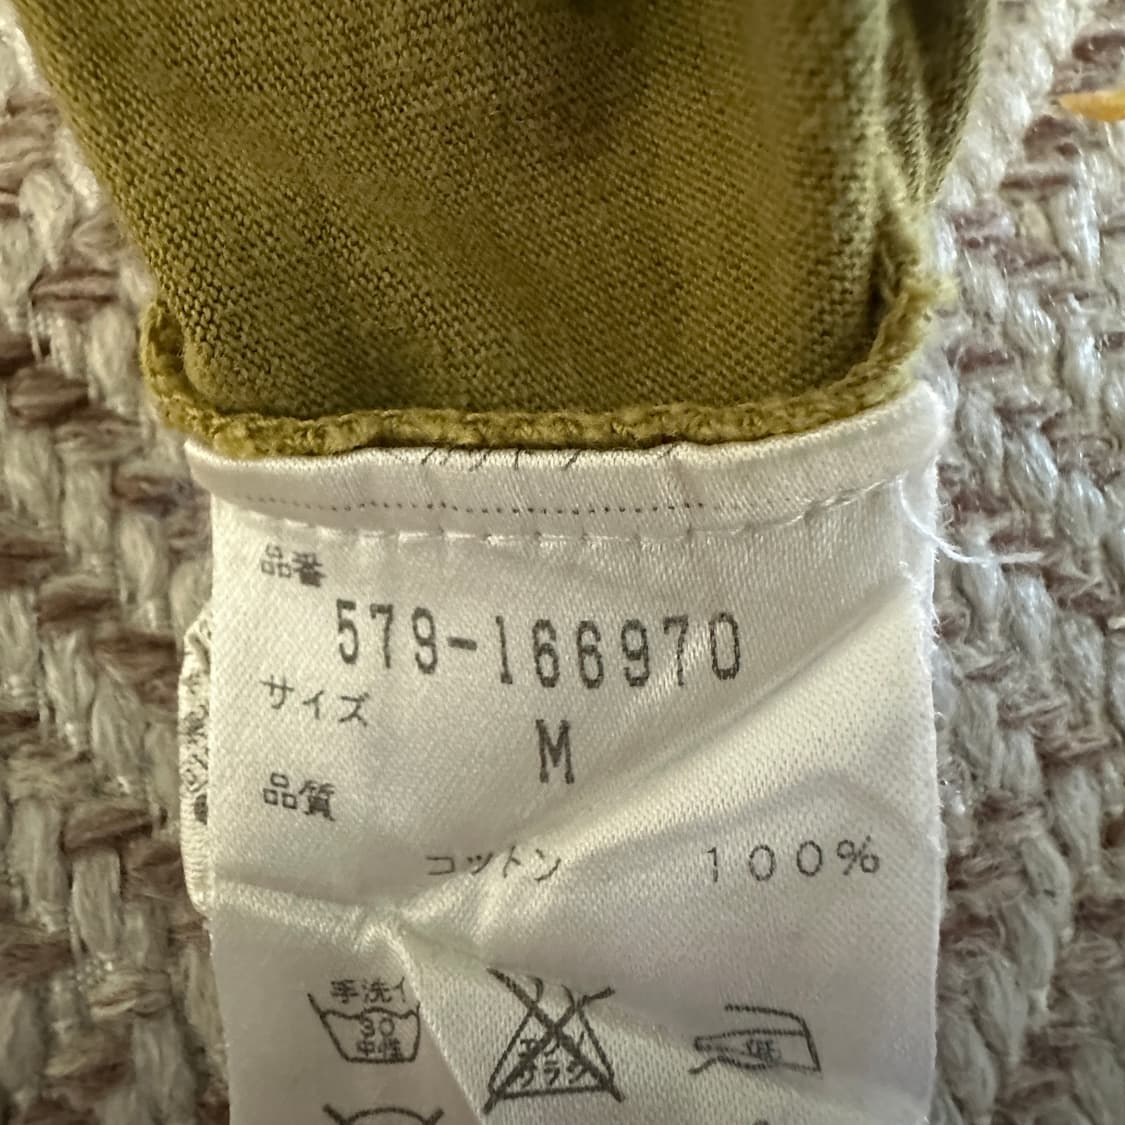 品番
579-166970
サイズ
M
品質
コットン 100%
手洗イ
30
中性
エンソ
サラシ
低